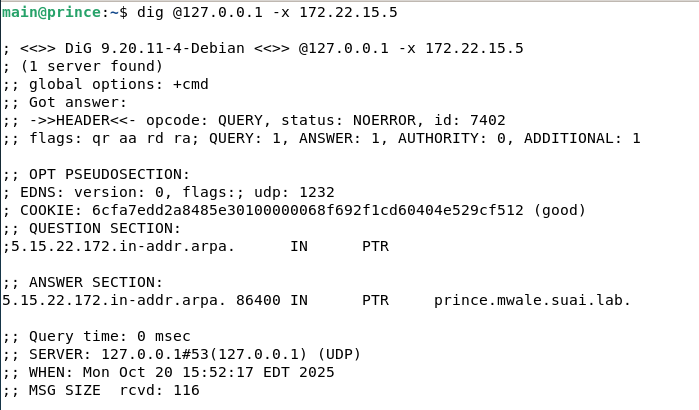 main@prince:~$ dig @127.0.0.1 -x 172.22.15.5

; <<>> DiG 9.20.11-4-Debian <<>> @127.0.0.1 -x 172.22.15.5
; (1 server found)
;; global options: +cmd
;; Got answer:
;; ->>HEADER<<- opcode: QUERY, status: NOERROR, id: 7402
;; flags: qr aa rd ra; QUERY: 1, ANSWER: 1, AUTHORITY: 0, ADDITIONAL: 1

;; OPT PSEUDOSECTION:
; EDNS: version: 0, flags:; udp: 1232
; COOKIE: 6cfa7edd2a8485e30100000068f692f1cd60404e529cf512 (good)
;; QUESTION SECTION:
;5.15.22.172.in-addr.arpa.      IN      PTR

;; ANSWER SECTION:
5.15.22.172.in-addr.arpa. 86400 IN      PTR     prince.mwale.suai.lab.

;; Query time: 0 msec
;; SERVER: 127.0.0.1#53(127.0.0.1) (UDP)
;; WHEN: Mon Oct 20 15:52:17 EDT 2025
;; MSG SIZE  rcvd: 116